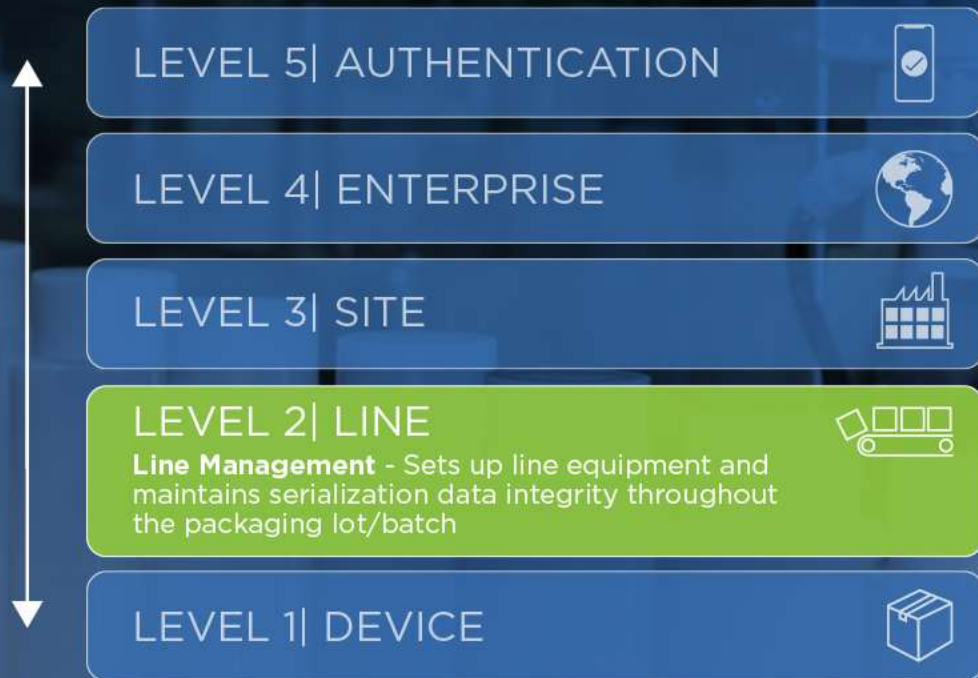 LEVEL 5| AUTHENTICATION
LEVEL 4| ENTERPRISE
LEVEL 3| SITE
LEVEL 2| LINE
Line Management - Sets up line equipment and
maintains serialization data integrity throughout
the packaging lot/batch
LEVEL 1| DEVICE